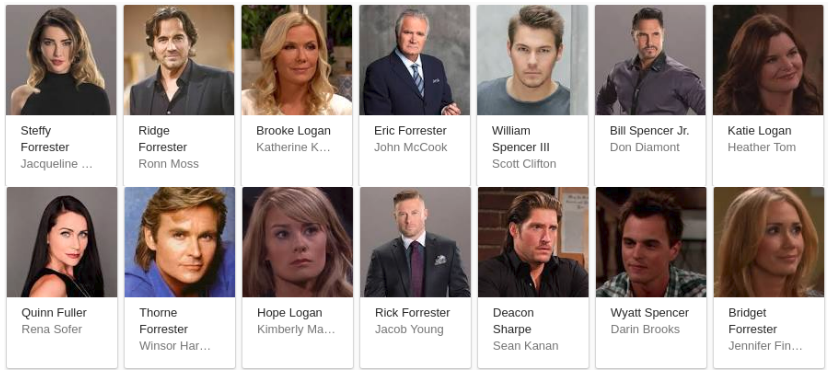 Steffy
Forrester
Jacqueline ...
Ridge
Forrester
Ronn Moss
Brooke Logan
Katherine K...
Eric Forrester
John McCook
William
Spencer III
Scott Clifton
Bill Spencer Jr.
Don Diamont
Katie Logan
Heather Tom
Quinn Fuller
Rena Sofer
Thorne
Forrester
Winsor Har...
Hope Logan
Kimberly Ma...
Rick Forrester
Jacob Young
Deacon
Sharpe
Sean Kanan
Wyatt Spencer
Darin Brooks
Bridget
Forrester
Jennifer Fin...